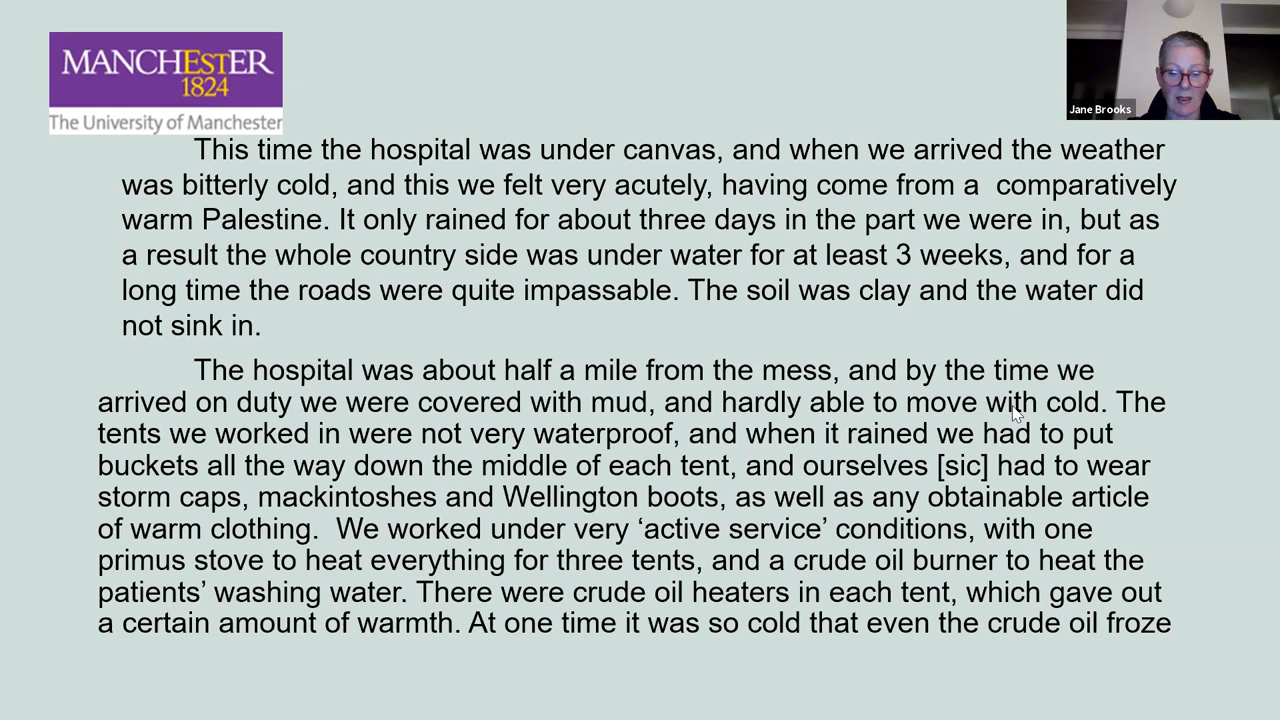 MANCHESTER
1824
The University of Manchester
Jane Brooks
This time the hospital was under canvas, and when we arrived the weather
was bitterly cold, and this we felt very acutely, having come from a comparatively
warm Palestine. It only rained for about three days in the part we were in, but as
a result the whole country side was under water for at least 3 weeks, and for a
long time the roads were quite impassable. The soil was clay and the water did
not sink in.
The hospital was about half a mile from the mess, and by the time we
arrived on duty we were covered with mud, and hardly able to move with cold. The
tents we worked in were not very waterproof, and when it rained we had to put
buckets all the way down the middle of each tent, and ourselves [sic] had to wear
storm caps, mackintoshes and Wellington boots, as well as any obtainable article
of warm clothing. We worked under very ‘active service’ conditions, with one
primus stove to heat everything for three tents, and a crude oil burner to heat the
patients’ washing water. There were crude oil heaters in each tent, which gave out
a certain amount of warmth. At one time it was so cold that even the crude oil froze